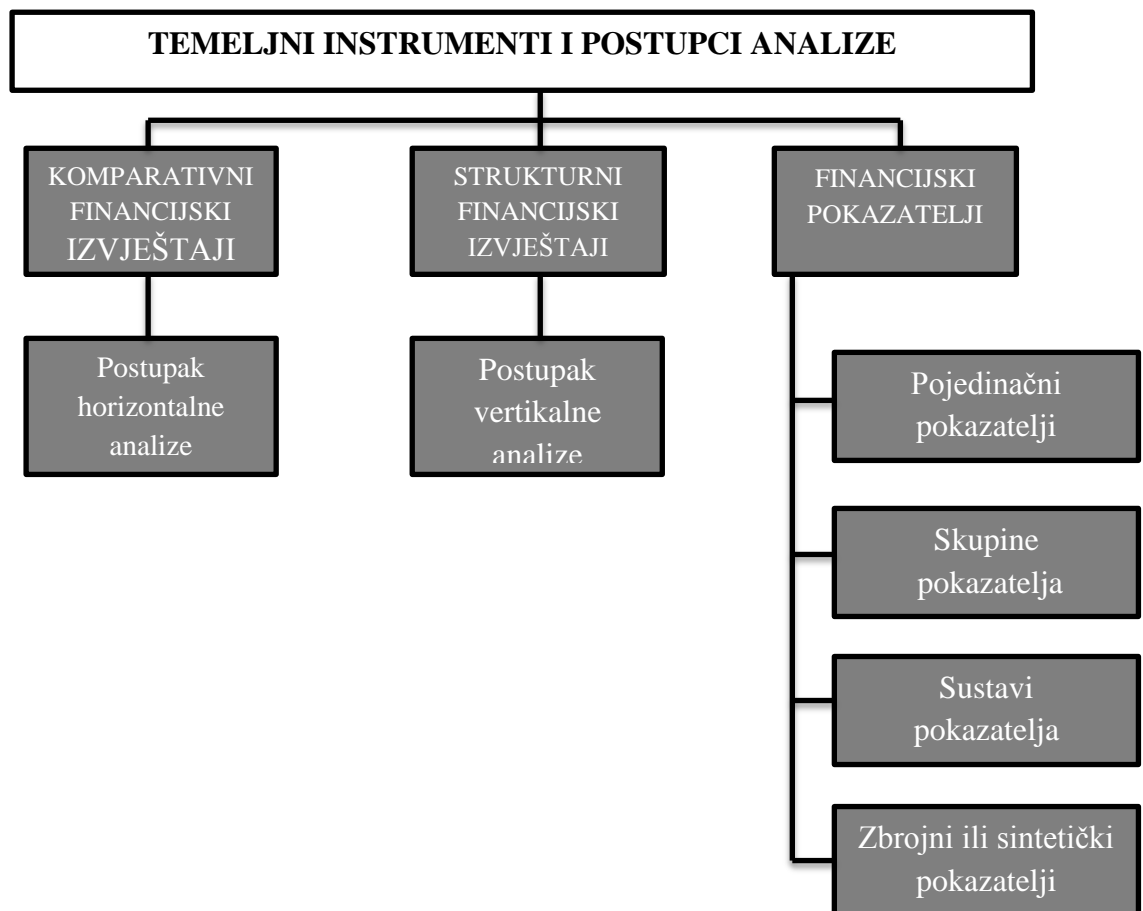 TEMELJNI INSTRUMENTI I POSTUPCI ANALIZE
KOMPARATIVNI
FINANCIJSKI
IZVJEŠTAJI
STRUKTURNI
FINANCIJSKI
IZVJEŠTAJI
FINANCIJSKI
POKAZATELJI
Postupak
horizontalne
analize
Postupak
vertikalne
analize
Pojedinačni
pokazatelji
Skupine
pokazatelja
Sustavi
pokazatelja
Zbrojni ili sintetički
pokazatelji